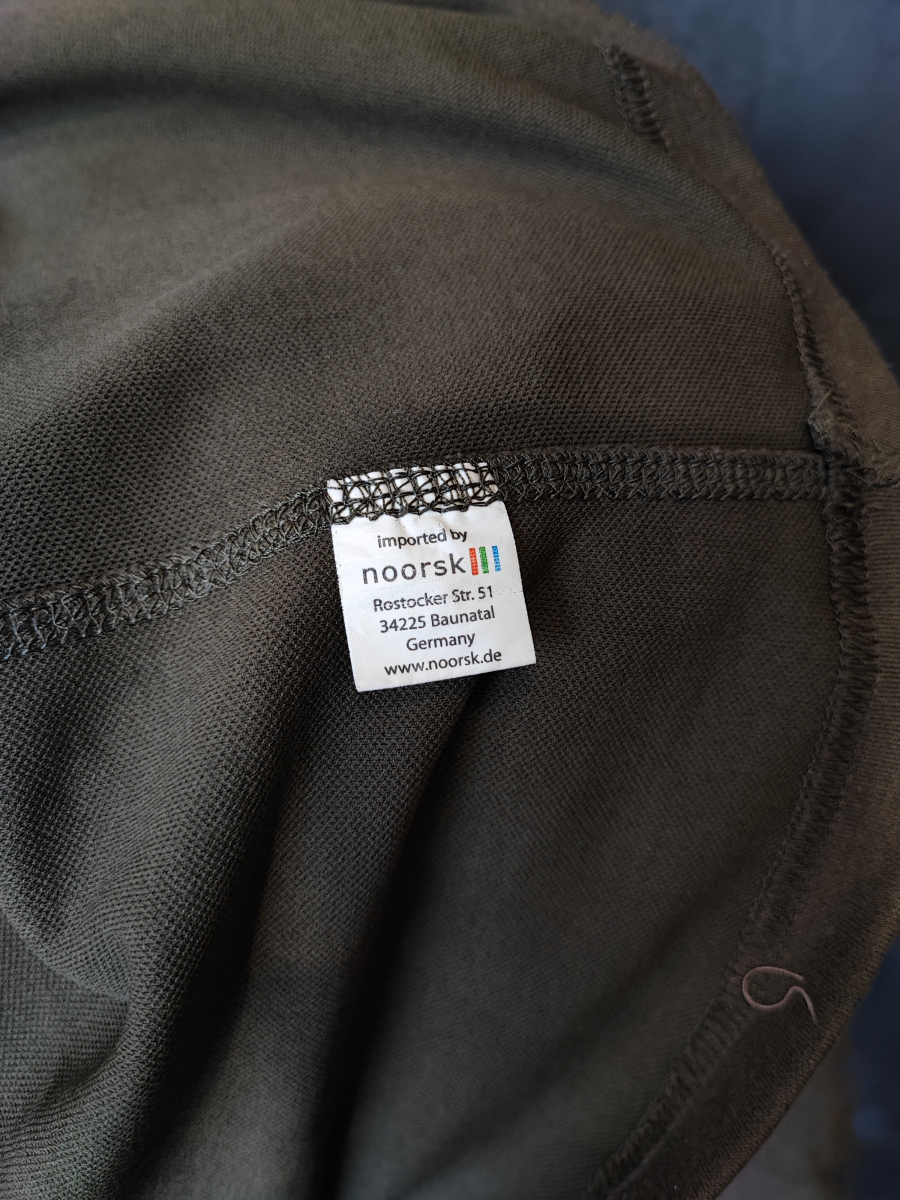 imported by
noorsk
Rostocker Str. 51
34225 Baunatal
Germany
www.noorsk.de